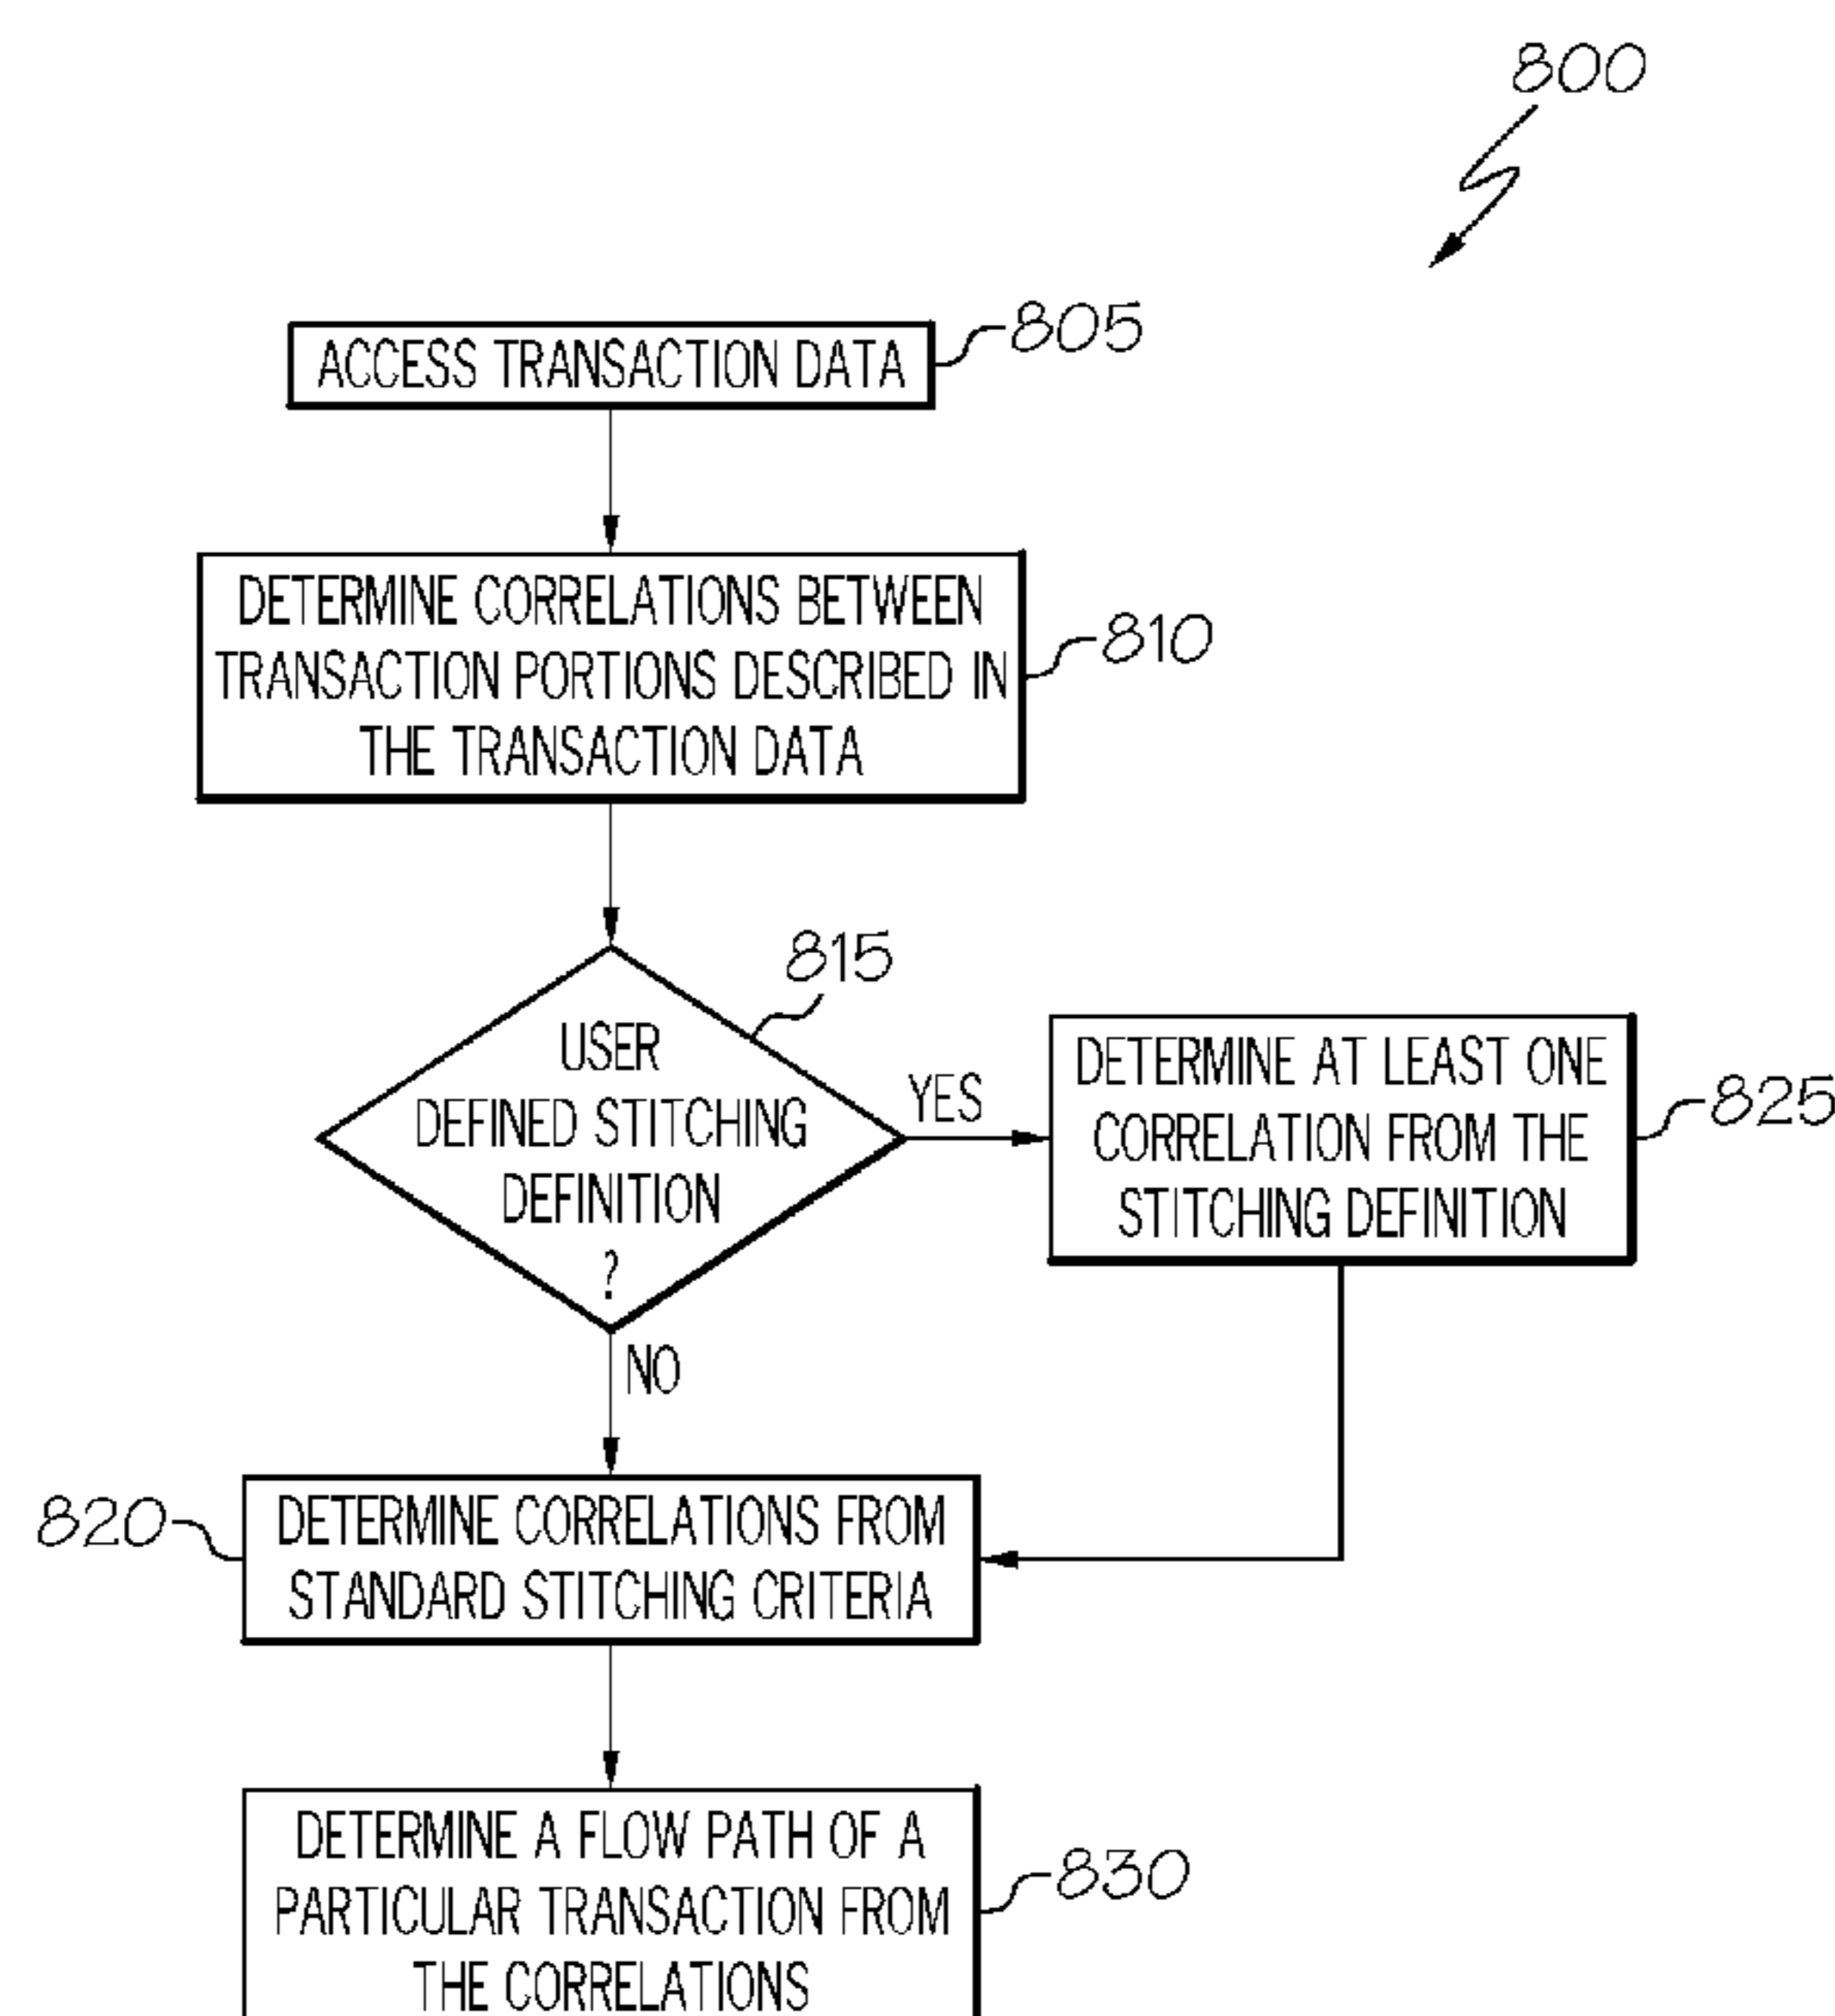 800
ACCESS TRANSACTION DATA
805
DETERMINE CORRELATIONS BETWEEN
TRANSACTION PORTIONS DESCRIBED IN
THE TRANSACTION DATA
810
815
USER
DEFINED STITCHING
DEFINITION
?
YES
DETERMINE AT LEAST ONE
CORRELATION FROM THE
STITCHING DEFINITION
825
NO
820
DETERMINE CORRELATIONS FROM
STANDARD STITCHING CRITERIA
DETERMINE A FLOW PATH OF A
PARTICULAR TRANSACTION FROM
THE CORRELATIONS
830